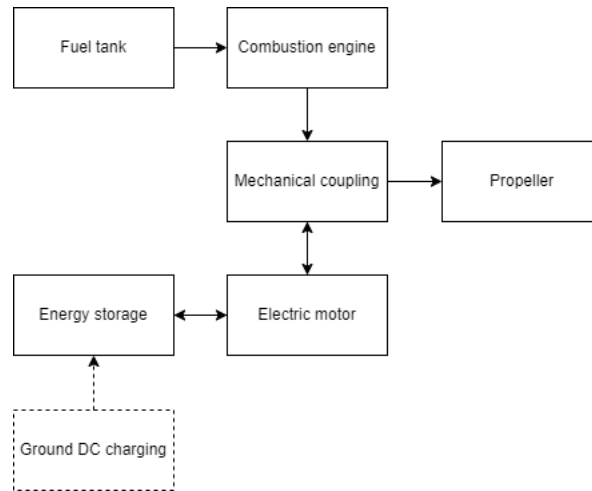 Fuel tank
Combustion engine
Mechanical coupling
Propeller
Energy storage
Electric motor
Ground DC charging